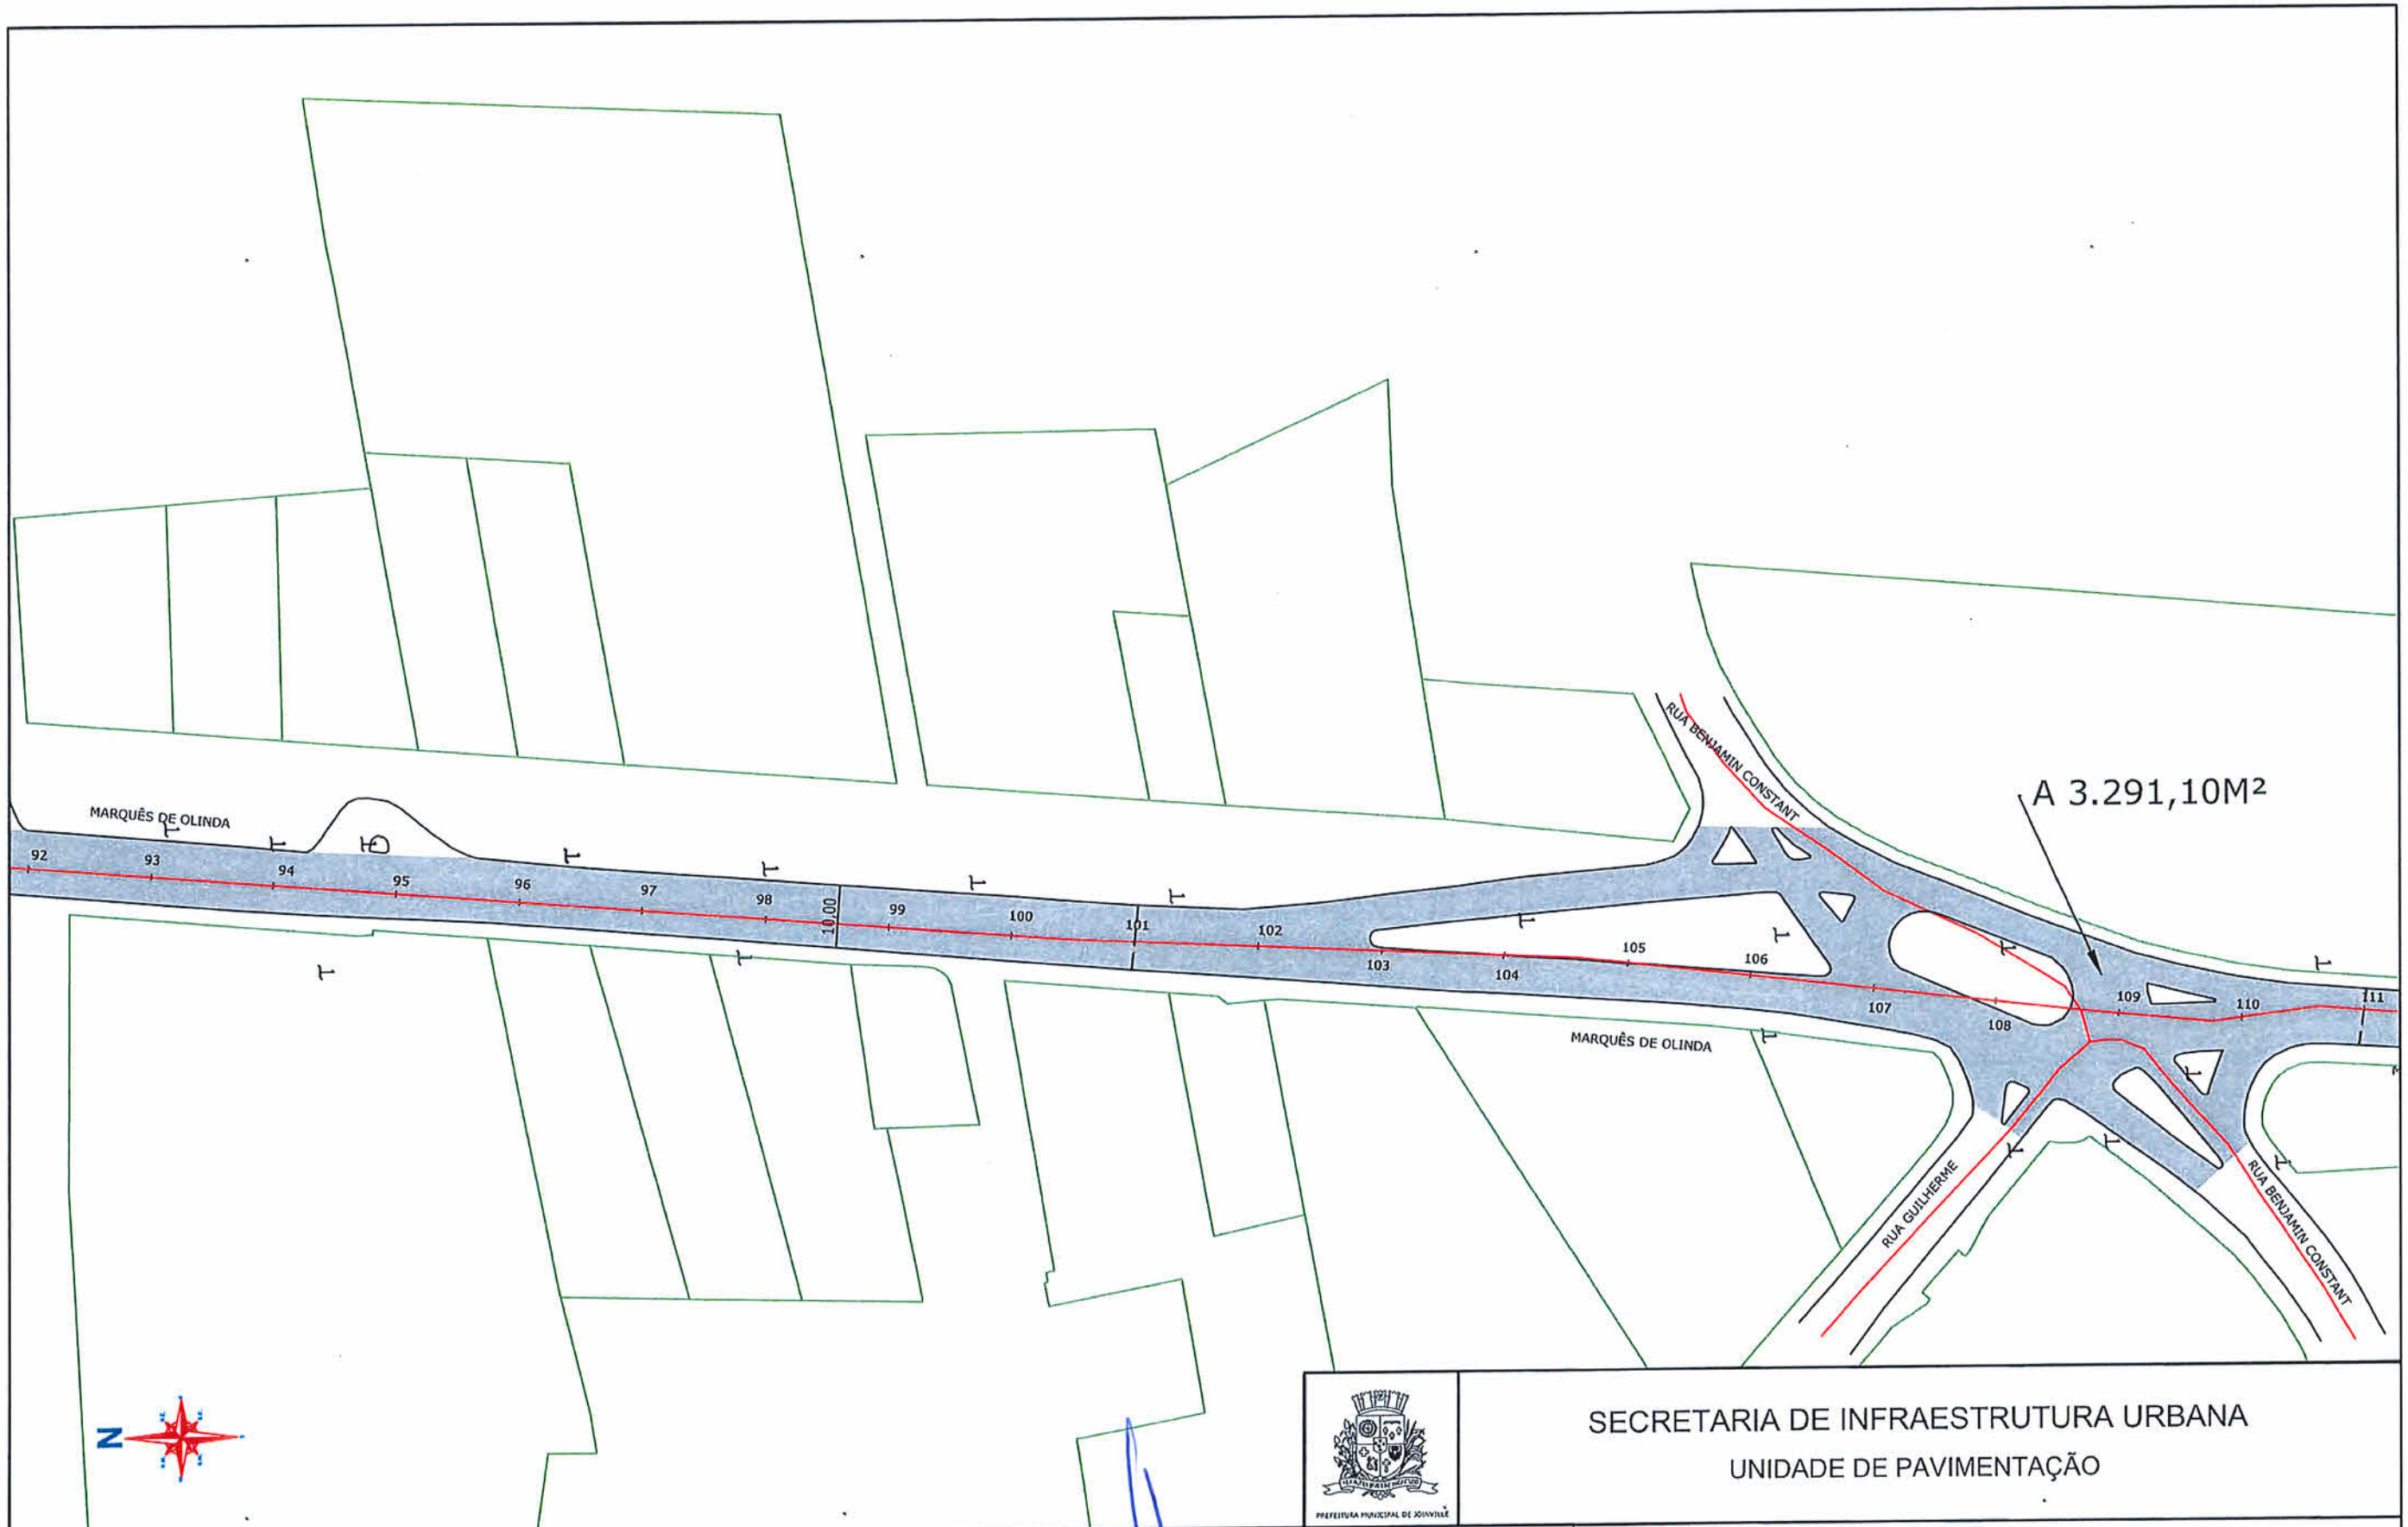 MARQUÊS DE OLINDA
92
93
94
95
96
97
98
10,00
99
100
101
102
103
104
105
106
107
108
109
110
111
RUA BENJAMIN CONSTANT
A 3.291,10M²
MARQUÊS DE OLINDA
RUA GUILHERME
RUA BENJAMIN CONSTANT
N
SECRETARIA DE INFRAESTRUTURA URBANA
UNIDADE DE PAVIMENTAÇÃO
PREFEITURA MUNICIPAL DE JOINVILLE